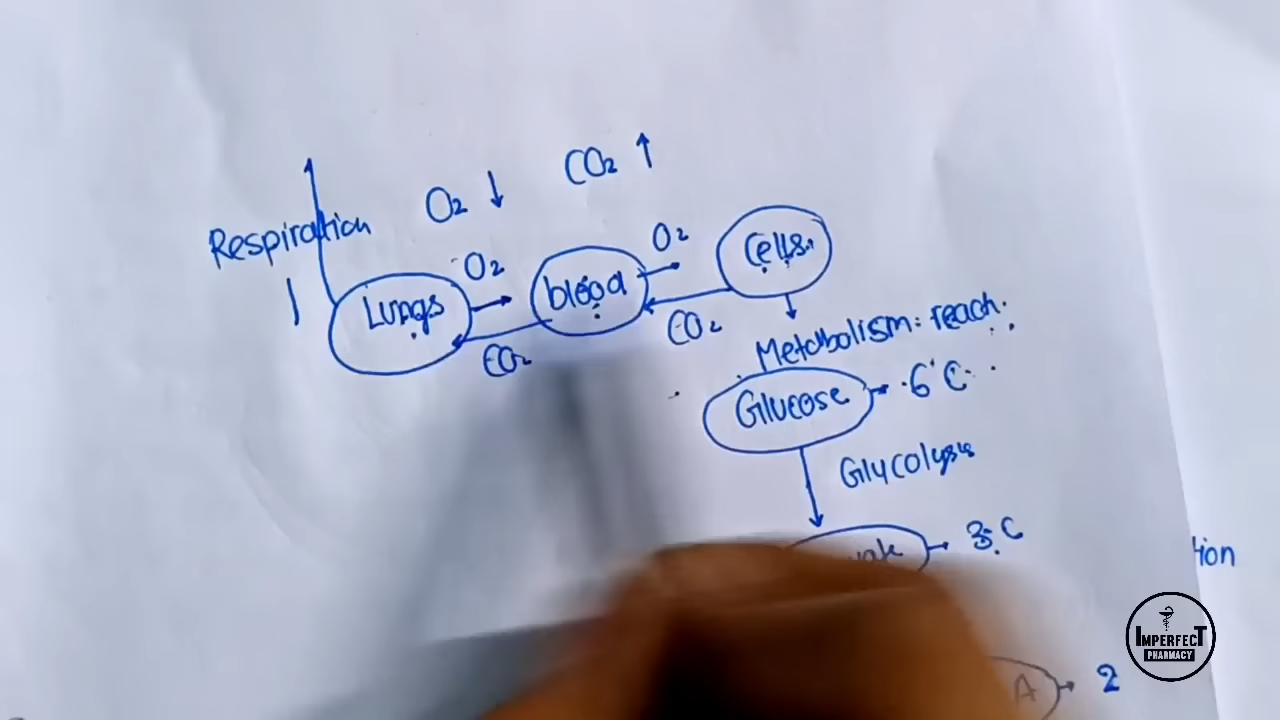 CO₂ ↑
O₂ ↓
Respiration
O₂
O₂
Cells
Lungs
blood
CO₂
CO₂
Metabolism: reach.
Glucose → 6 C
Glycolysis
→ 3 C
tion
A → 2
IMPERFECT
PHARMACY